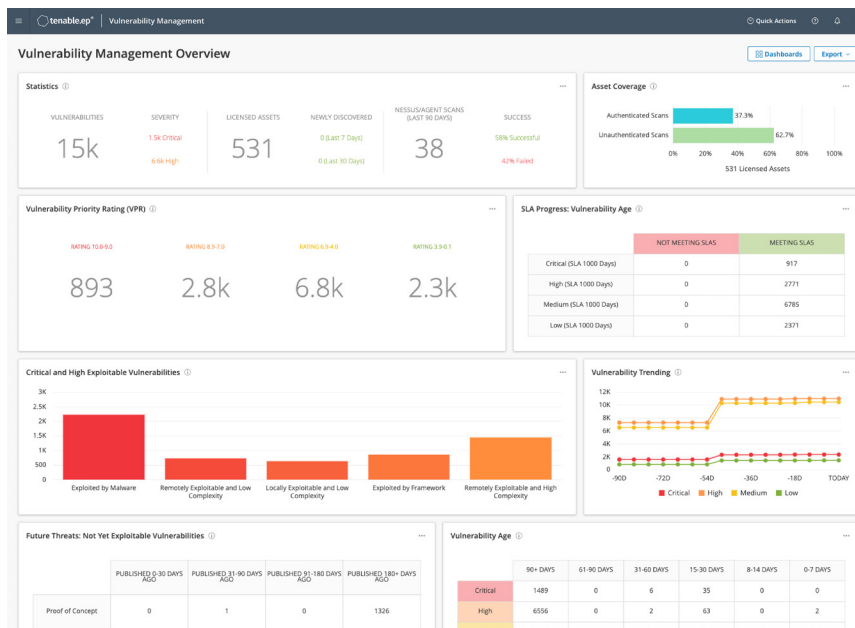 tenable.ep® Vulnerability Management Quick Actions
Vulnerability Management Overview
Dashboards Export
Statistics
VULNERABILITIES
15k
SEVERITY
1.5k Critical
6.6k High
LICENSED ASSETS
531
NEWLY DISCOVERED
0 (Last 7 Days)
0 (Last 30 Days)
NESSUS/AGENT SCANS
(LAST 90 DAYS)
38
SUCCESS
58% Successful
42% Failed
Asset Coverage
Authenticated Scans 37.3%
Unauthenticated Scans 62.7%
0% 20% 40% 60% 80% 100%
531 Licensed Assets
Vulnerability Priority Rating (VPR)
RATING 10.0-9.0 RATING 8.9-7.0 RATING 6.9-4.0 RATING 3.9-0.1
893 2.8k 6.8k 2.3k
SLA Progress: Vulnerability Age
NOT MEETING SLAS MEETING SLAS
Critical (SLA 1000 Days) 0 917
High (SLA 1000 Days) 0 2771
Medium (SLA 1000 Days) 0 6785
Low (SLA 1000 Days) 0 2371
Critical and High Exploitable Vulnerabilities
3K
2.5K
2K
1.5K
1K
500
0
Exploited by Malware
Remotely Exploitable and Low
Complexity
Locally Exploitable and Low
Complexity
Exploited by Framework
Remotely Exploitable and High
Complexity
Vulnerability Trending
12K
10K
8K
6K
4K
2K
0
-90D -72D -54D -36D -18D TODAY
Critical High Medium Low
Future Threats: Not Yet Exploitable Vulnerabilities
PUBLISHED 0-30 DAYS
AGO
PUBLISHED 31-90 DAYS
AGO
PUBLISHED 91-180 DAYS
AGO
PUBLISHED 180+ DAYS
AGO
Proof of Concept 0 1 0 1326
Vulnerability Age
90+ DAYS 61-90 DAYS 31-60 DAYS 15-30 DAYS 8-14 DAYS 0-7 DAYS
Critical 1489 0 6 35 0 0
High 6556 0 2 63 0 2